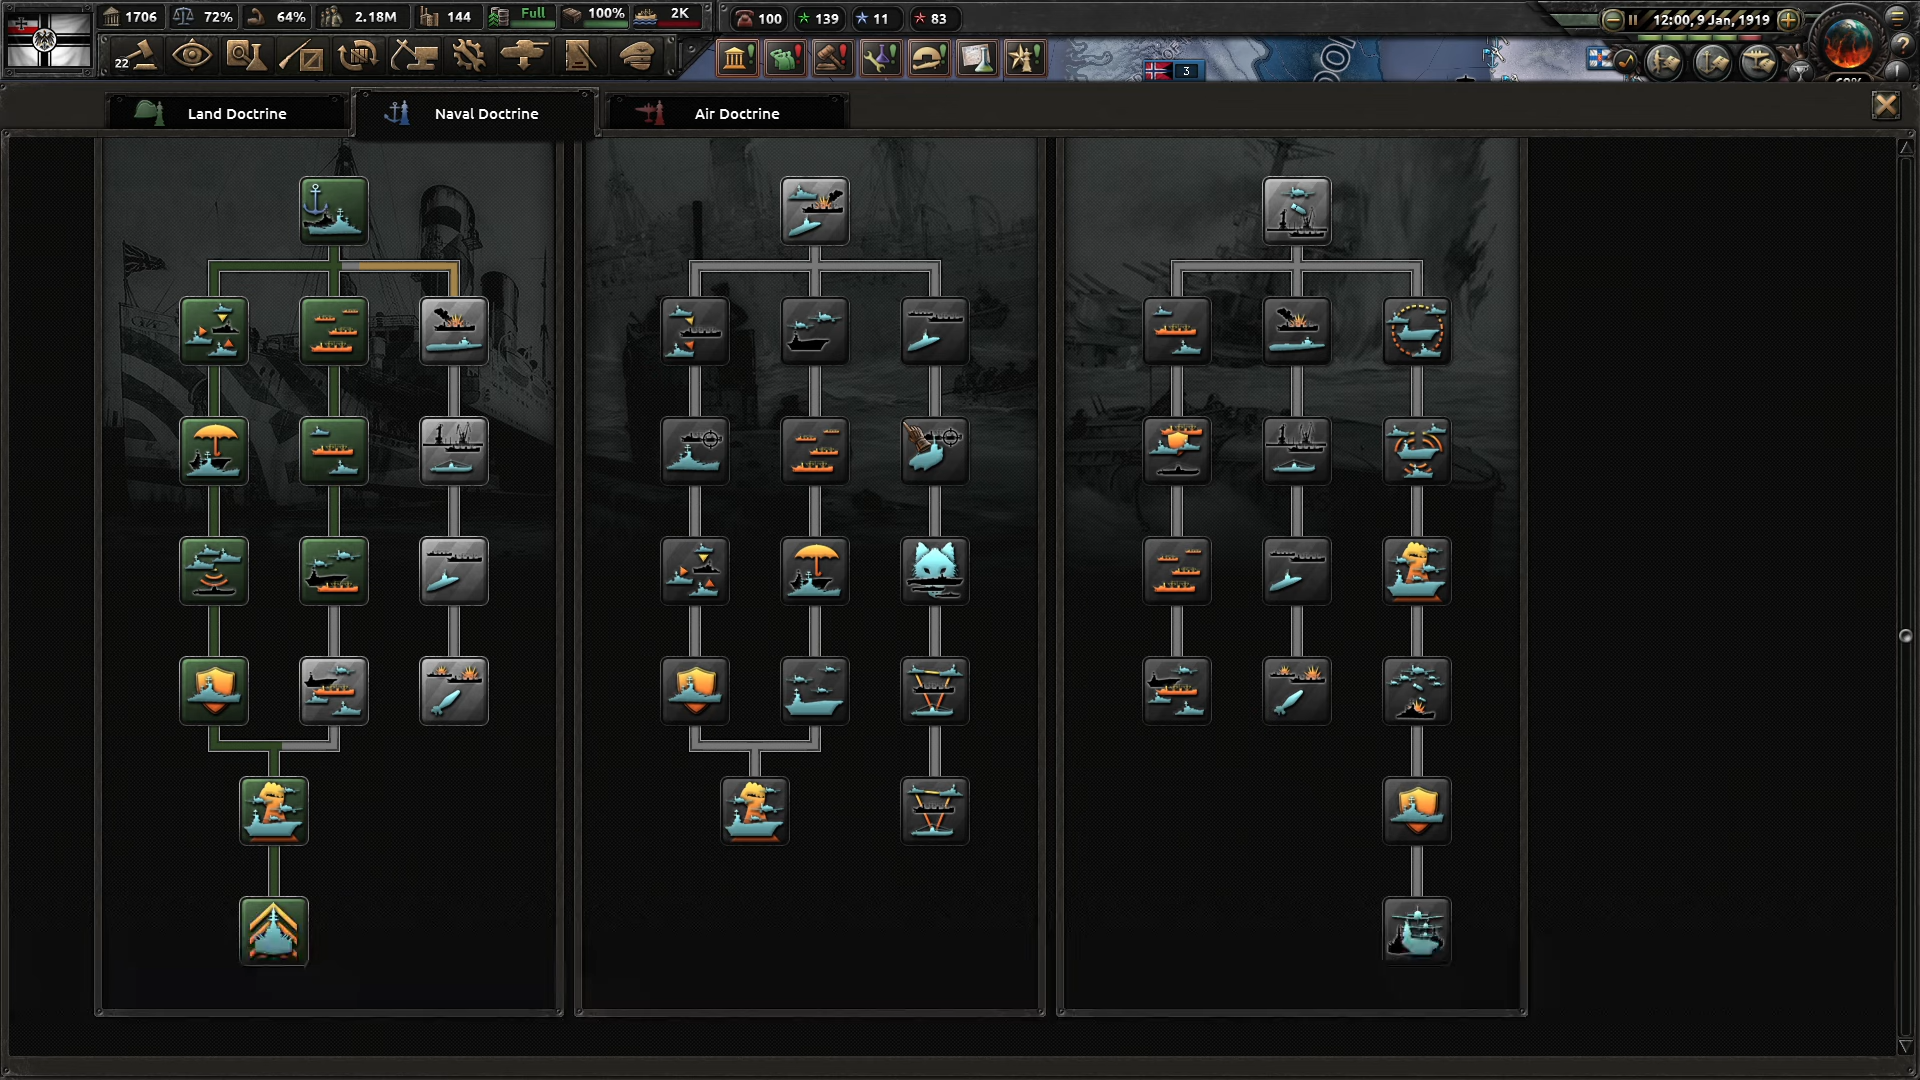 1706
72%
64%
2.18M
144
Full
100%
2K
100
139
11
83
12:00, 9 Jan, 1919
22
3
Land Doctrine
Naval Doctrine
Air Doctrine